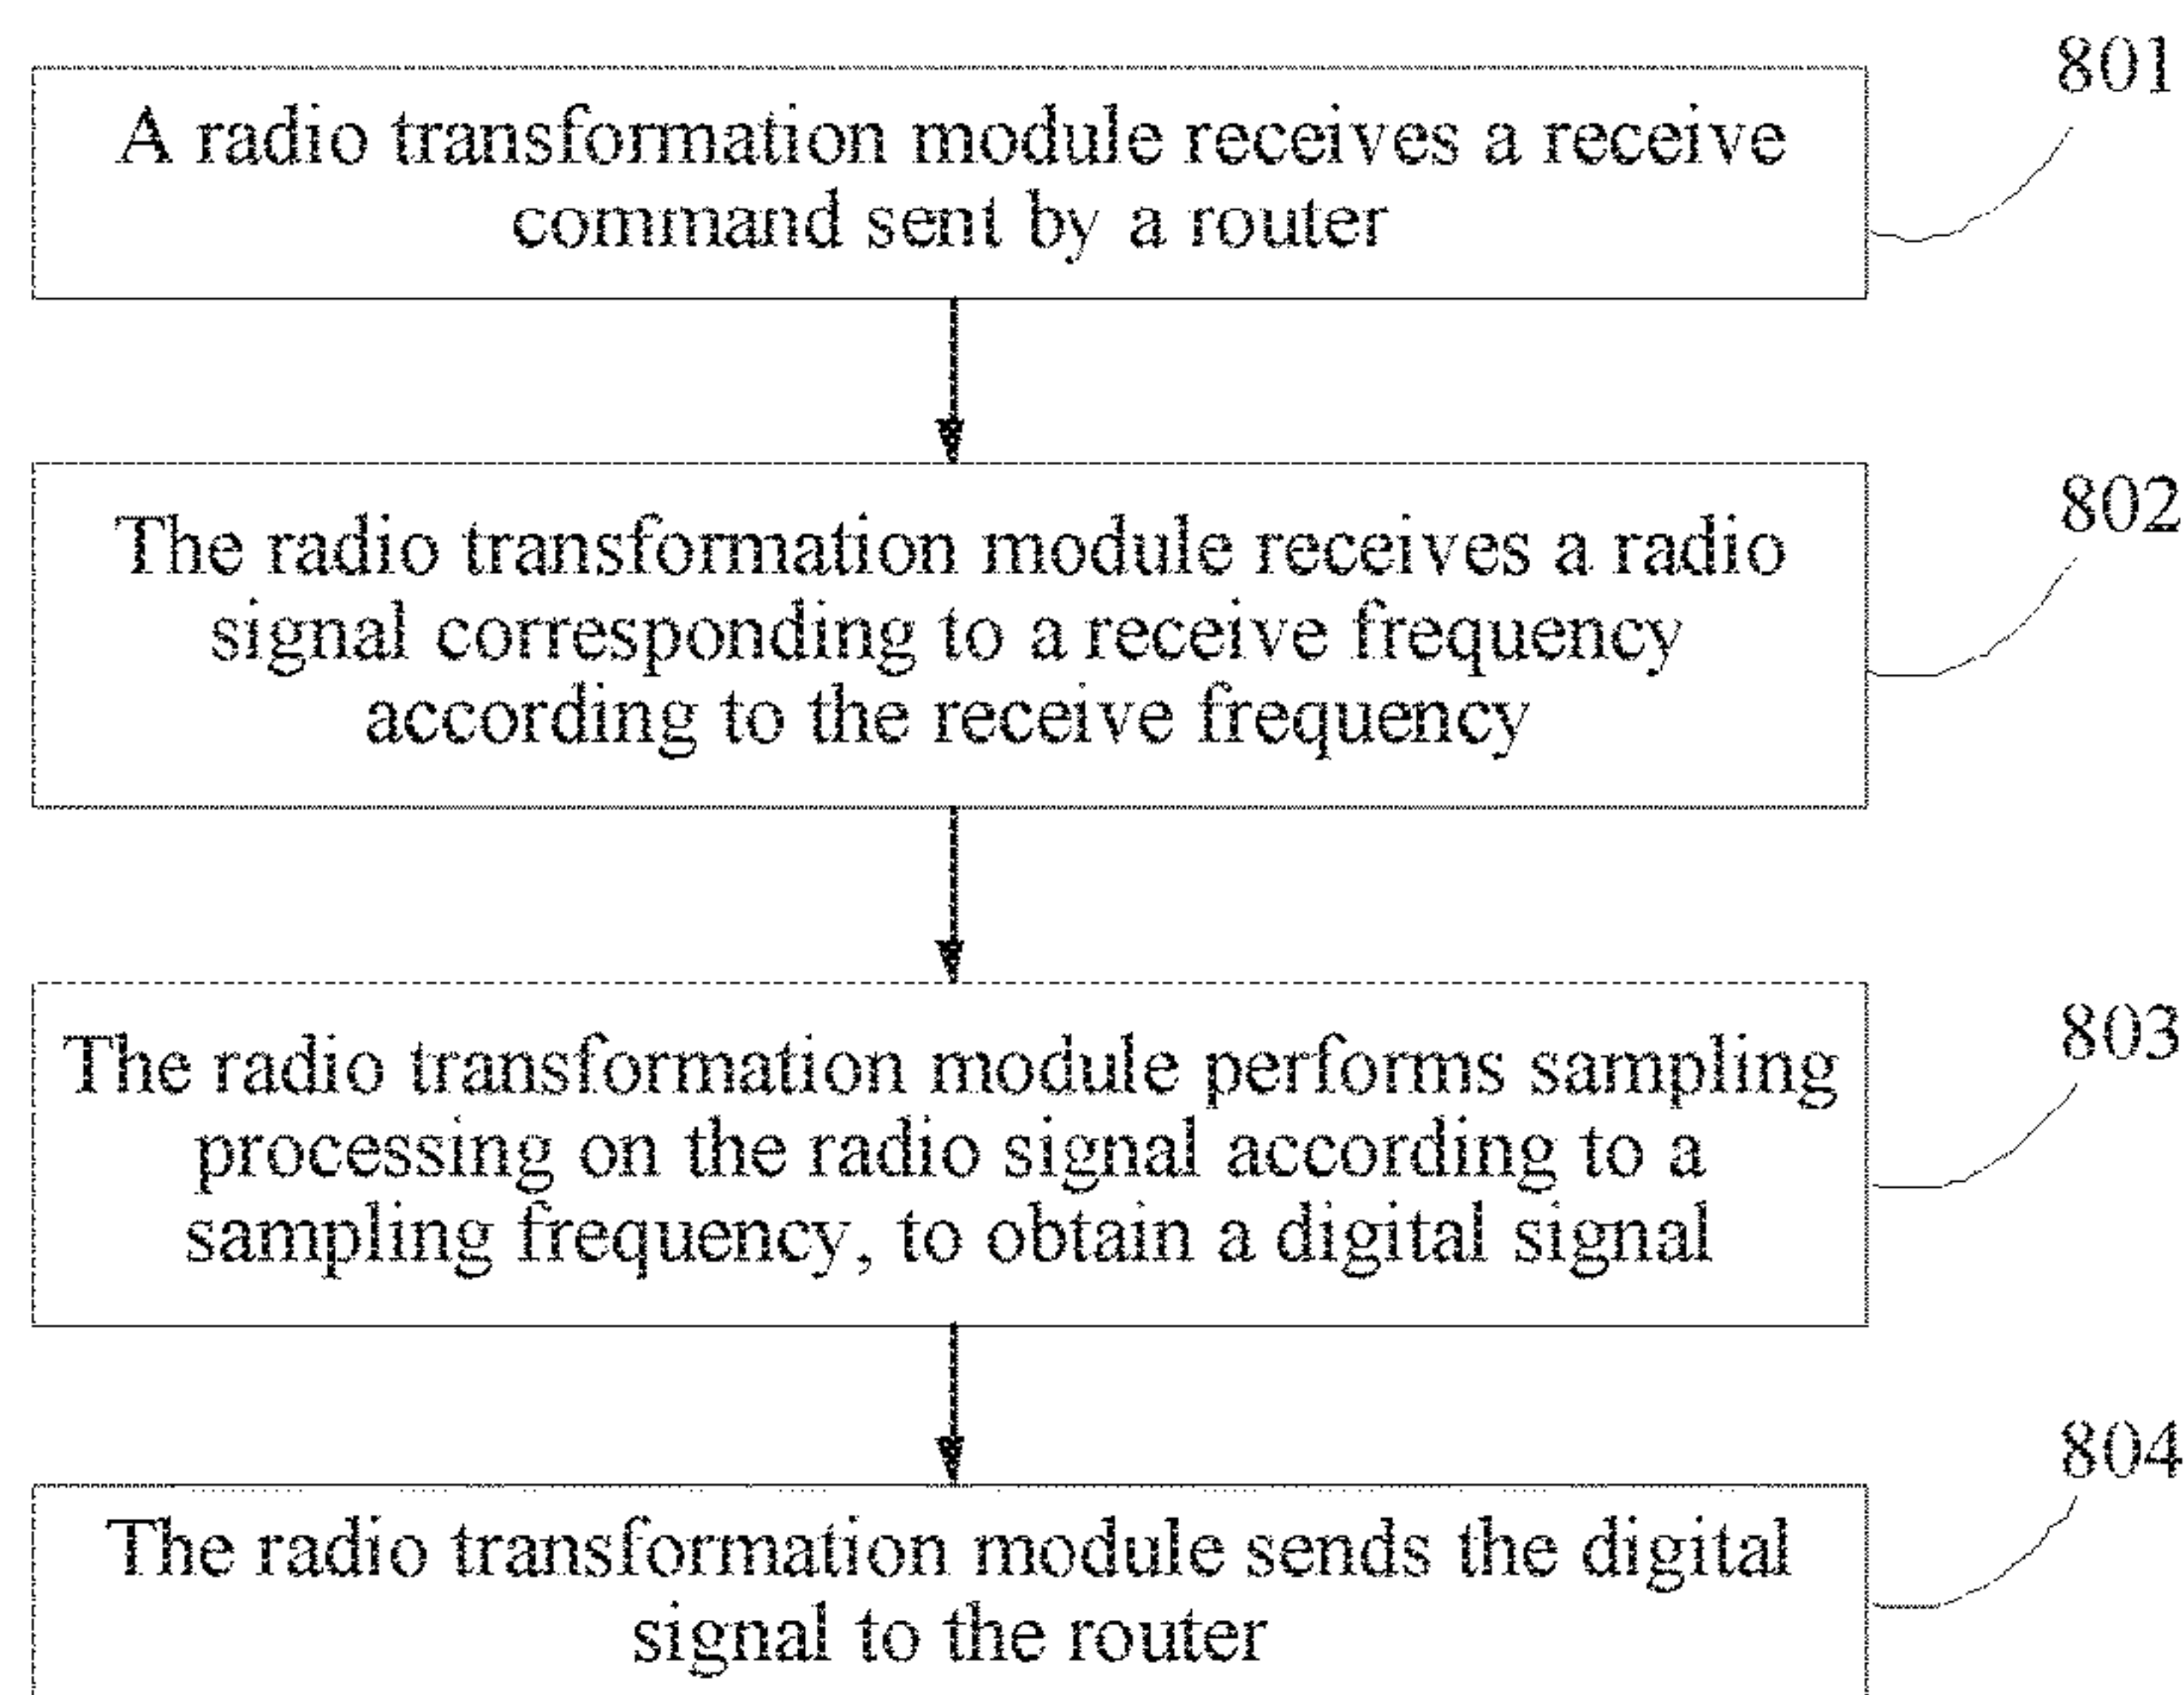 801
A radio transformation module receives a receive
command sent by a router
802
The radio transformation module receives a radio
signal corresponding to a receive frequency
according to the receive frequency
803
The radio transformation module performs sampling
processing on the radio signal according to a
sampling frequency, to obtain a digital signal
804
The radio transformation module sends the digital
signal to the router